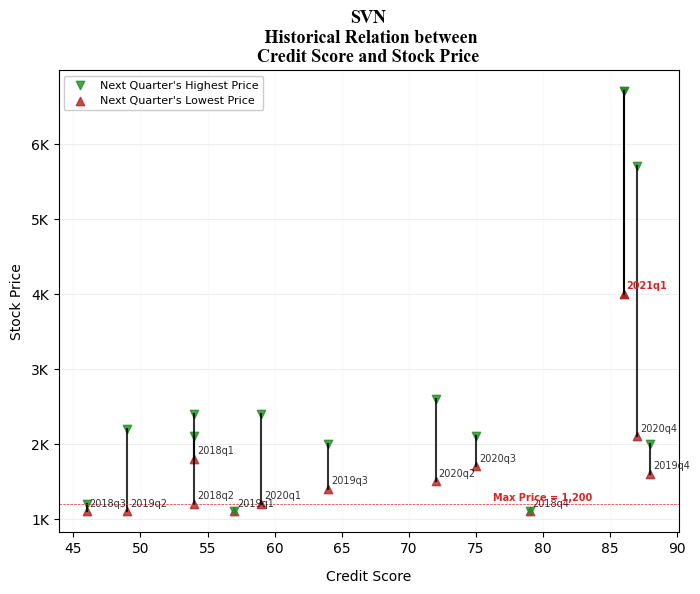 SVN
Historical Relation between
Credit Score and Stock Price
Next Quarter's Highest Price
Next Quarter's Lowest Price
Stock Price
6K
5K
4K
3K
2K
1K
2021q1
2020q4
2019q4
2020q3
2020q2
2019q3
2018q1
2018q2
2020q1
2018q3
2019q2
2019q1
2018q4
Max Price = 1,200
45 50 55 60 65 70 75 80 85 90
Credit Score